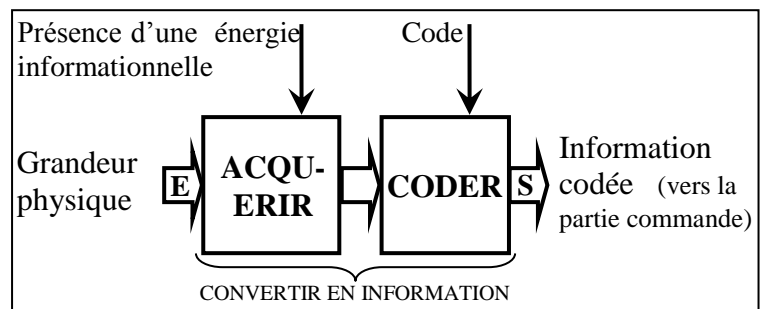 Présence d’une énergie
informationnelle
Code
Grandeur
physique
E
ACQU-
ERIR
CODER
S
Information
codée (vers la
partie commande)
CONVERTIR EN INFORMATION